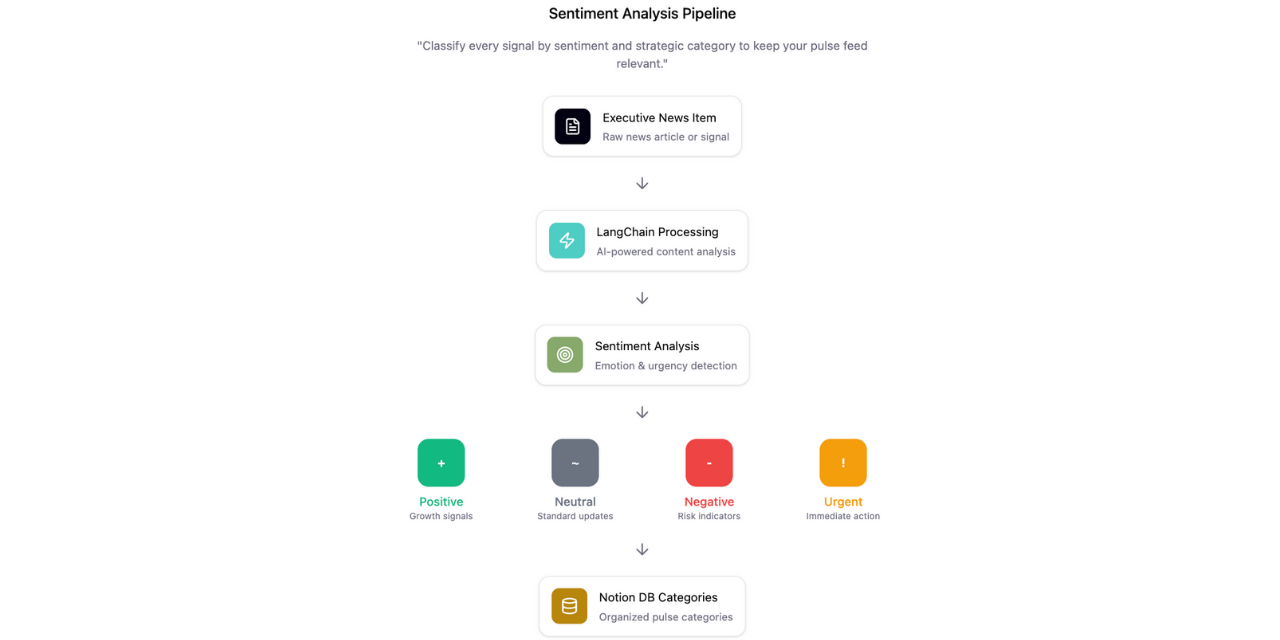 Sentiment Analysis Pipeline
"Classify every signal by sentiment and strategic category to keep your pulse feed
relevant."
Executive News Item
Raw news article or signal
LangChain Processing
AI-powered content analysis
Sentiment Analysis
Emotion & urgency detection
+
~
-
!
Positive
Neutral
Negative
Urgent
Growth signals
Standard updates
Risk indicators
Immediate action
Notion DB Categories
Organized pulse categories